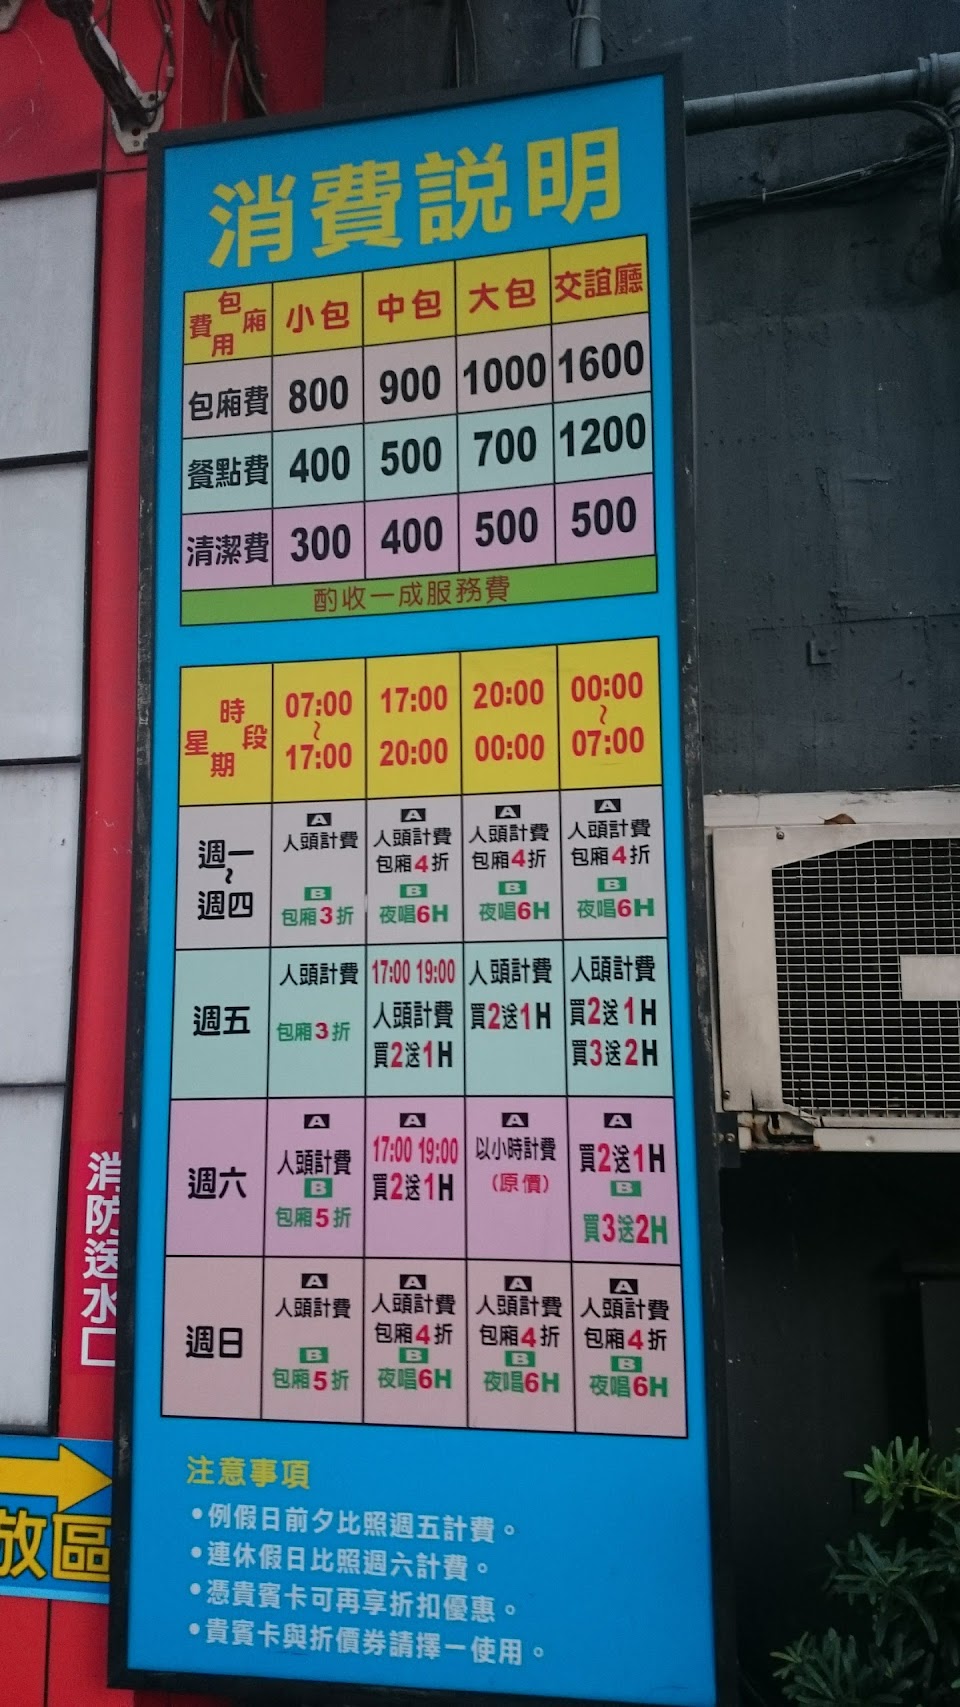 消費説明
包廂
費用
小包 中包 大包 交誼廳
包廂費 800 900 1000 1600
餐點費 400 500 700 1200
清潔費 300 400 500 500
酌收一成服務費
時段
星期
07:00 17:00 20:00 00:00
~ ~
17:00 20:00 00:00 07:00
A A A A
人頭計費 人頭計費 人頭計費 人頭計費
包廂4折 包廂4折 包廂4折
週一
~
週四
B B B B
包廂3折 夜唱6H 夜唱6H 夜唱6H
人頭計費 17:00 19:00 人頭計費 人頭計費
週五 包廂3折 人頭計費 買2送1H 買2送1H
買2送1H 買3送2H
A A A A
人頭計費 17:00 19:00 以小時計費 買2送1H
週六 B 買2送1H (原價) B
包廂5折 買3送2H
A A A A
人頭計費 人頭計費 人頭計費 人頭計費
週日 包廂4折 包廂4折 包廂4折
B B B B
包廂5折 夜唱6H 夜唱6H 夜唱6H
注意事項
•例假日前夕比照週五計費。
•連休假日比照週六計費。
•憑貴賓卡可再享折扣優惠。
•貴賓卡與折價券請擇一使用。
消防送水口
放區